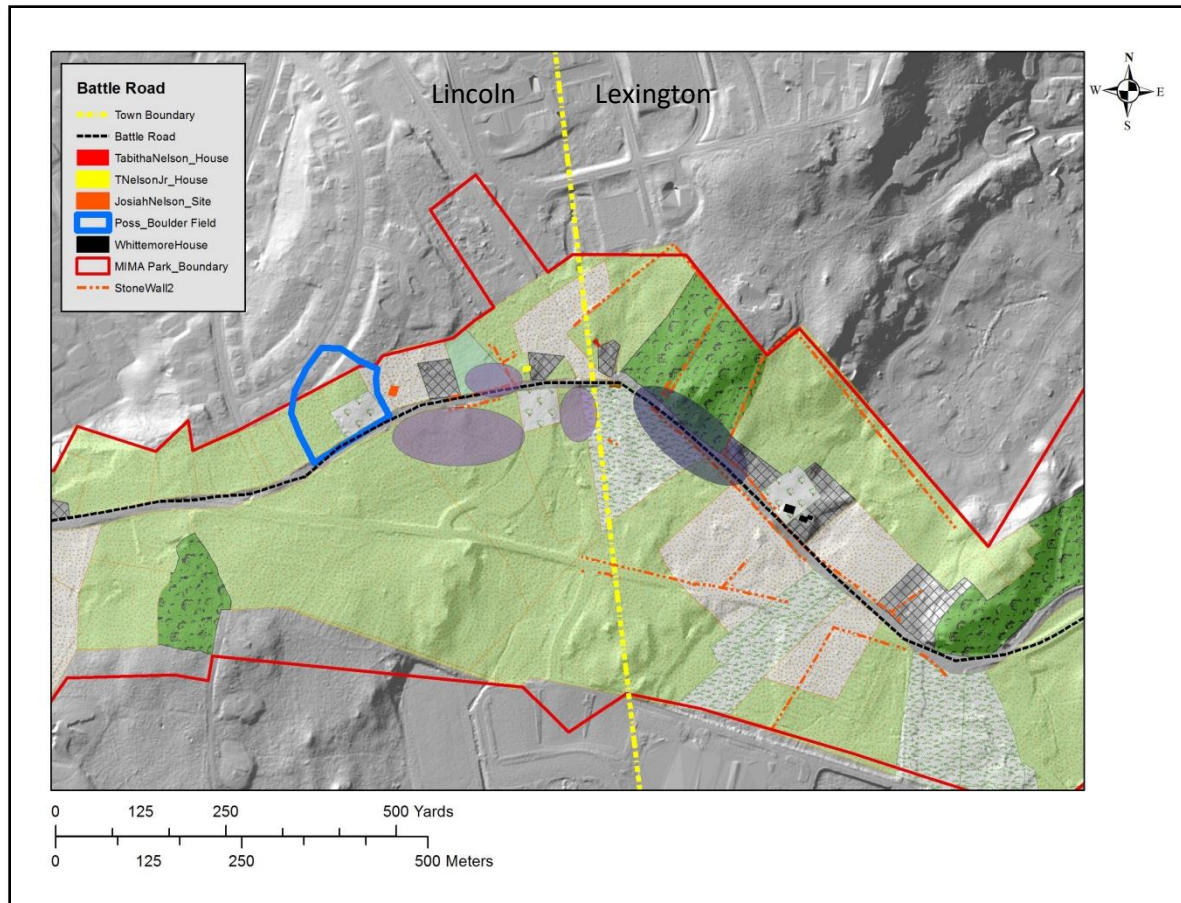 Lincoln Lexington
N
W E
S
Battle Road
Town Boundary
Battle Road
TabithaNelson_House
TNelsonJr_House
JosiahNelson_Site
Poss_Boulder Field
WhittemoreHouse
MIMA Park_Boundary
StoneWall2
0 125 250 500 Yards
0 125 250 500 Meters